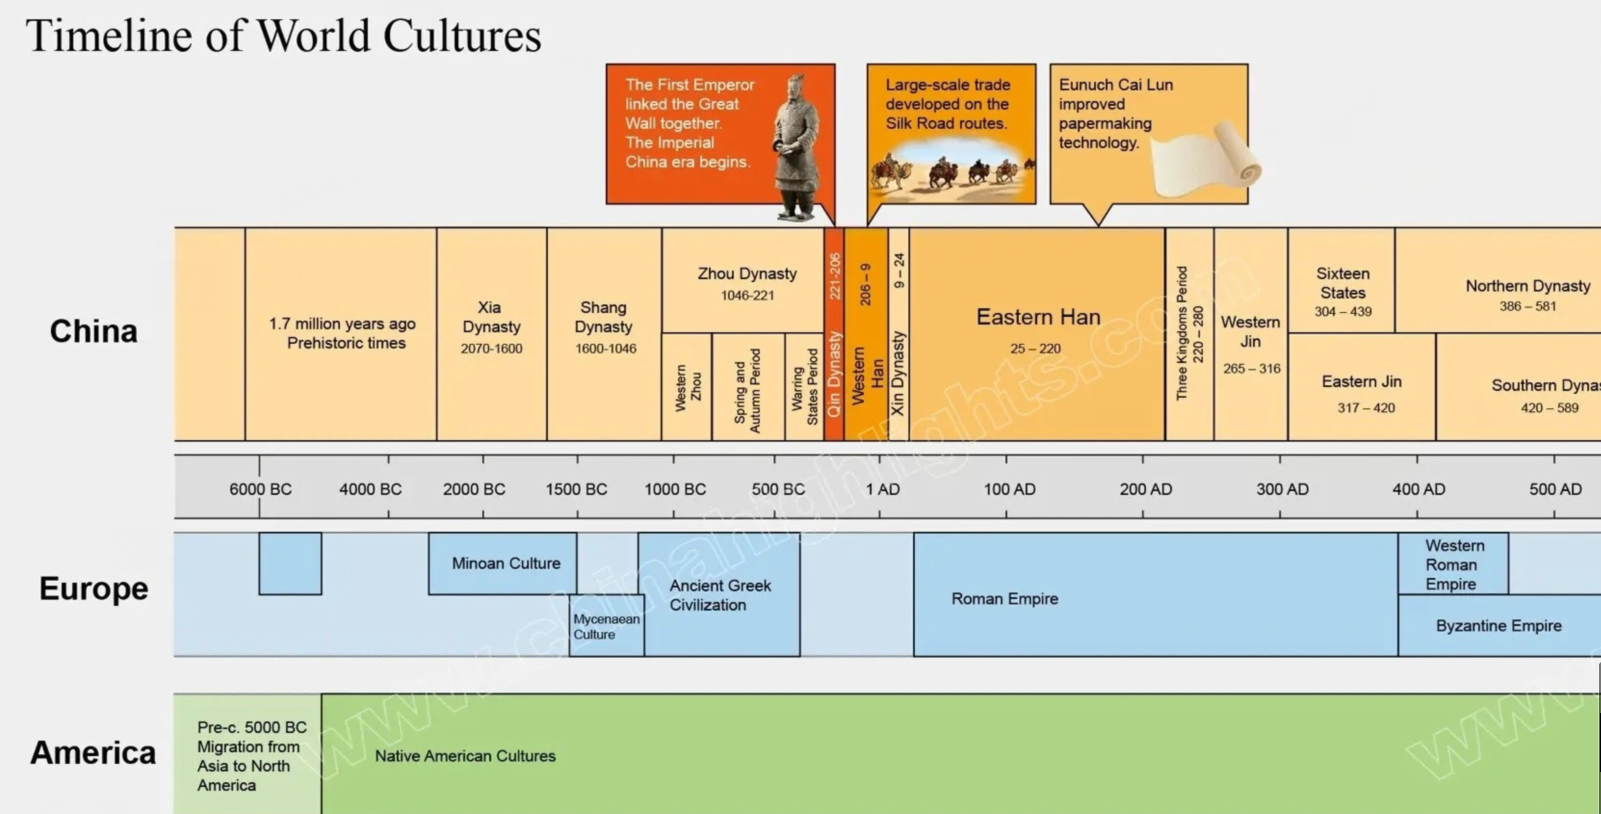 Timeline of World Cultures
The First Emperor
linked the Great
Wall together.
The Imperial
China era begins.
Large-scale trade
developed on the
Silk Road routes.
Eunuch Cai Lun
improved
papermaking
technology.
China
1.7 million years ago
Prehistoric times
Xia
Dynasty
2070-1600
Shang
Dynasty
1600-1046
Zhou Dynasty
1046-221
Western
Zhou
Spring and
Autumn Period
Warring
States Period
Qin Dynasty 221-206
Western
Han
206 – 9
Xin Dynasty 9 – 24
Eastern Han
25 – 220
Three Kingdoms Period
220 – 280
Western
Jin
265 – 316
Sixteen
States
304 – 439
Eastern Jin
317 – 420
Northern Dynasty
386 – 581
Southern Dynas
420 – 589
6000 BC 4000 BC 2000 BC 1500 BC 1000 BC 500 BC 1 AD 100 AD 200 AD 300 AD 400 AD 500 AD
Europe
Minoan Culture
Mycenaean
Culture
Ancient Greek
Civilization
Roman Empire
Western
Roman
Empire
Byzantine Empire
America
Pre-c. 5000 BC
Migration from
Asia to North
America
Native American Cultures
www.chinahighlights.com
www.